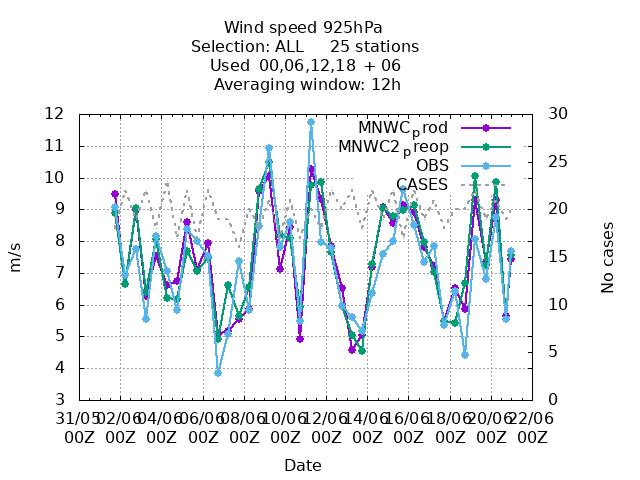 Wind speed 925hPa
Selection: ALL 25 stations
Used 00,06,12,18 + 06
Averaging window: 12h
MNWCprod
MNWC2preop
OBS
CASES
m/s
12
11
10
9
8
7
6
5
4
3
No cases
30
25
20
15
10
5
0
31/05 02/06 04/06 06/06 08/06 10/06 12/06 14/06 16/06 18/06 20/06 22/06
00Z 00Z 00Z 00Z 00Z 00Z 00Z 00Z 00Z 00Z 00Z 00Z
Date